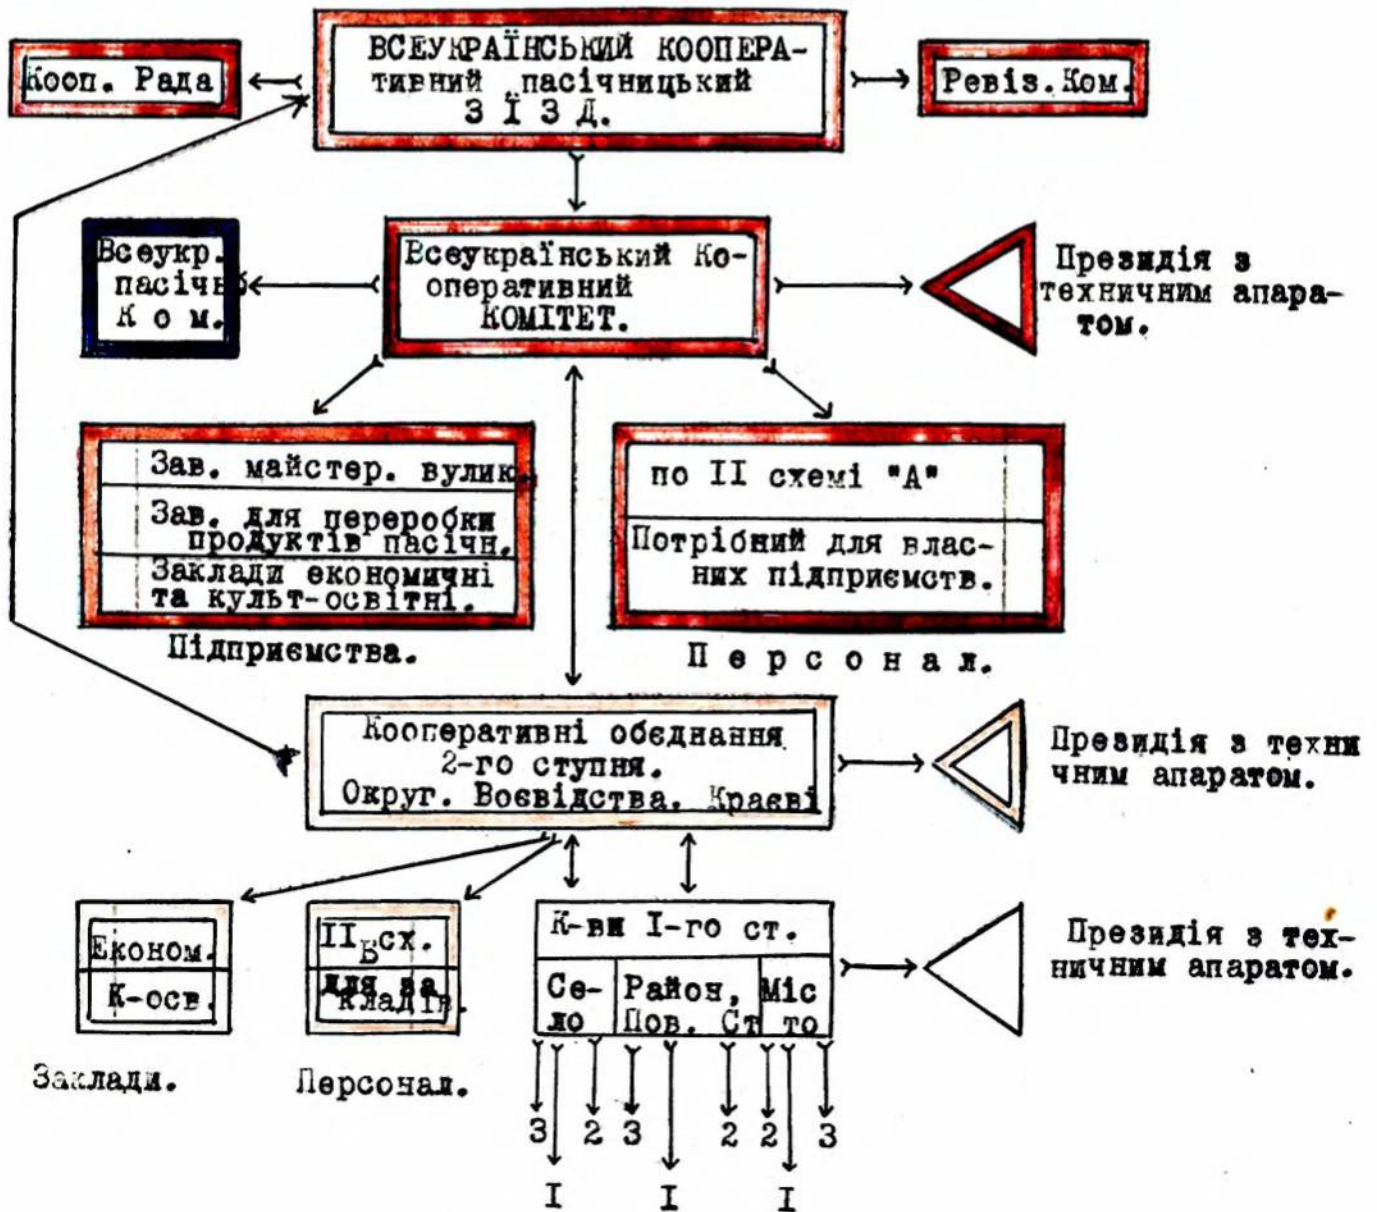 ВСЕУКРАЇНСЬКИЙ КООПЕРА-
тивний пасічницький
З Ї З Д.
Кооп. Рада
Ревіз. Ком.
Всеукр.
пасічн
К о м.
Всеукраїнський Ко-
оперативний
КОМІТЕТ.
Президія з
техничним апара-
том.
Зав. майстер. вулик.
Зав. для переробки
продуктів пасічн.
Заклади економичні
та культ-освітні.
Підприємства.
по II схемі "А"
Потрібний для влас-
них підприємств.
П е р с о н а л.
Кооперативні обєднання
2-го ступня.
Округ. Воєвідства. Краєві
Президія з техни
чним апаратом.
Економ.
К-осв.
Заклади.
II Б сх.
для за
кладів.
Персонал.
К-ви I-го ст.
Се-
ло
Район,
Пов. Ст
Міс
то
Президія з тех-
ничним апаратом.
3 2 3 2 2 3
I I I